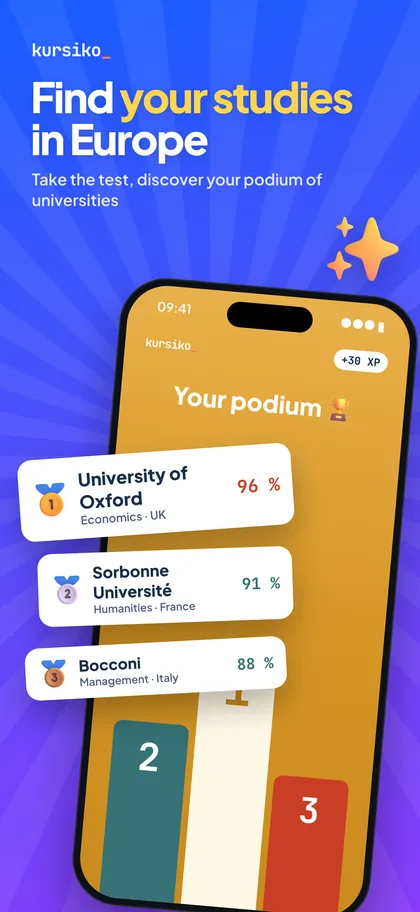 kursiko_
Find your studies
in Europe
Take the test, discover your podium of
universities
09:41
kursiko_
+30 XP
Your podium
1
University of
Oxford
Economics · UK
96 %
2
Sorbonne
Université
Humanities · France
91 %
3
Bocconi
Management · Italy
88 %
1
2
3